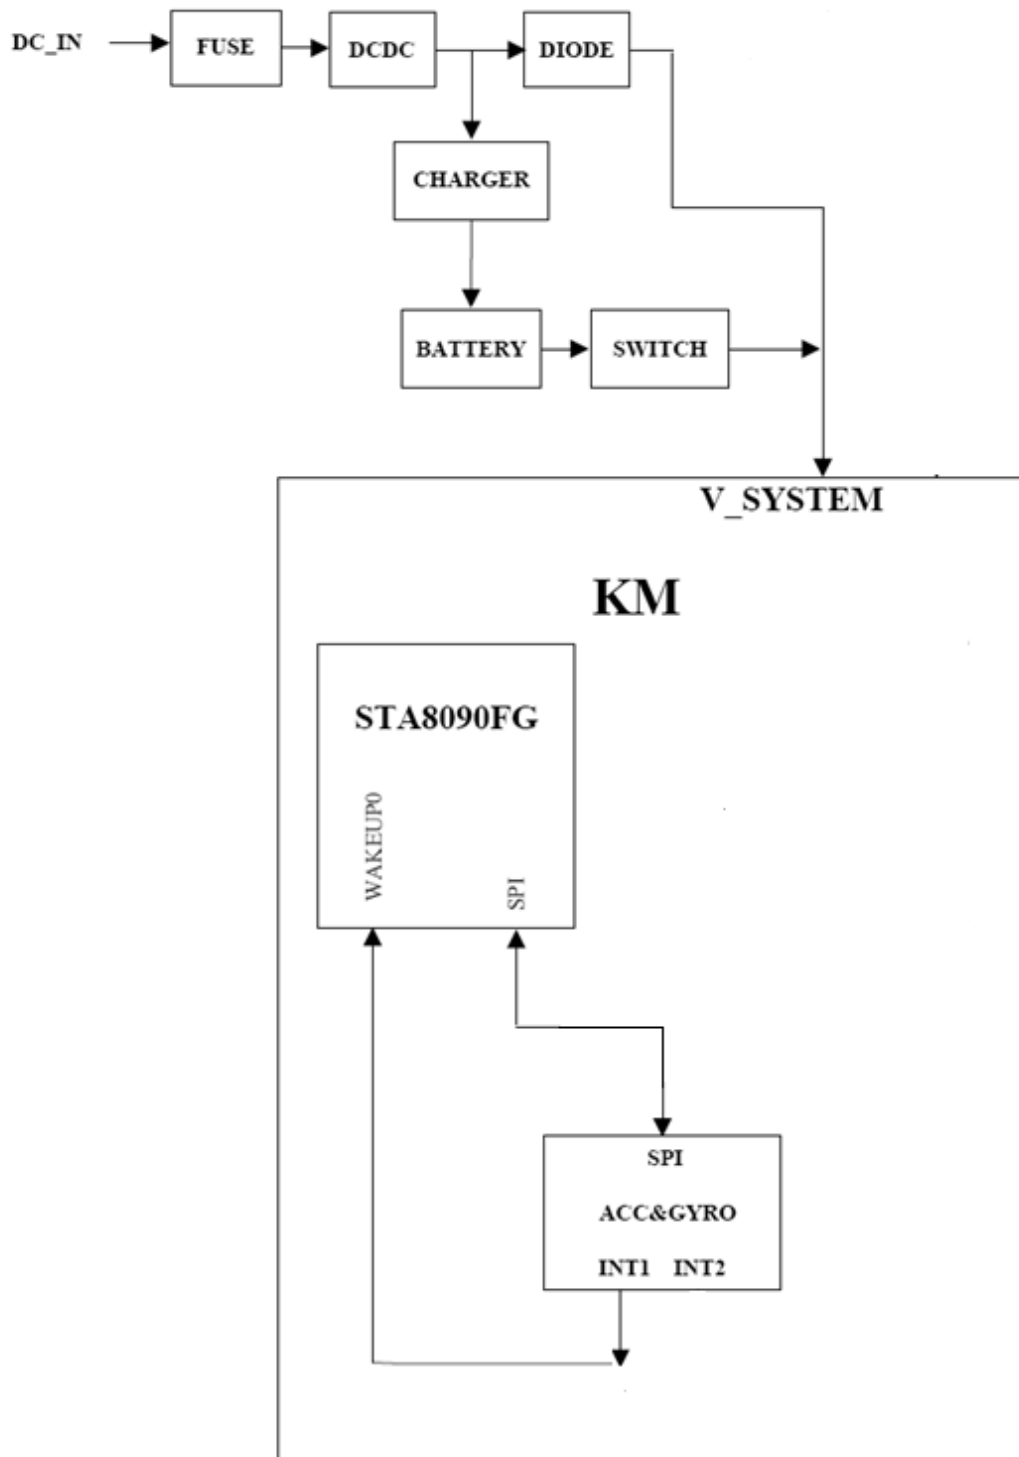 DC_IN
FUSE
DCDC
DIODE
CHARGER
BATTERY
SWITCH
V_SYSTEM
KM
STA8090FG
WAKEUP0
SPI
SPI
ACC&GYRO
INT1 INT2